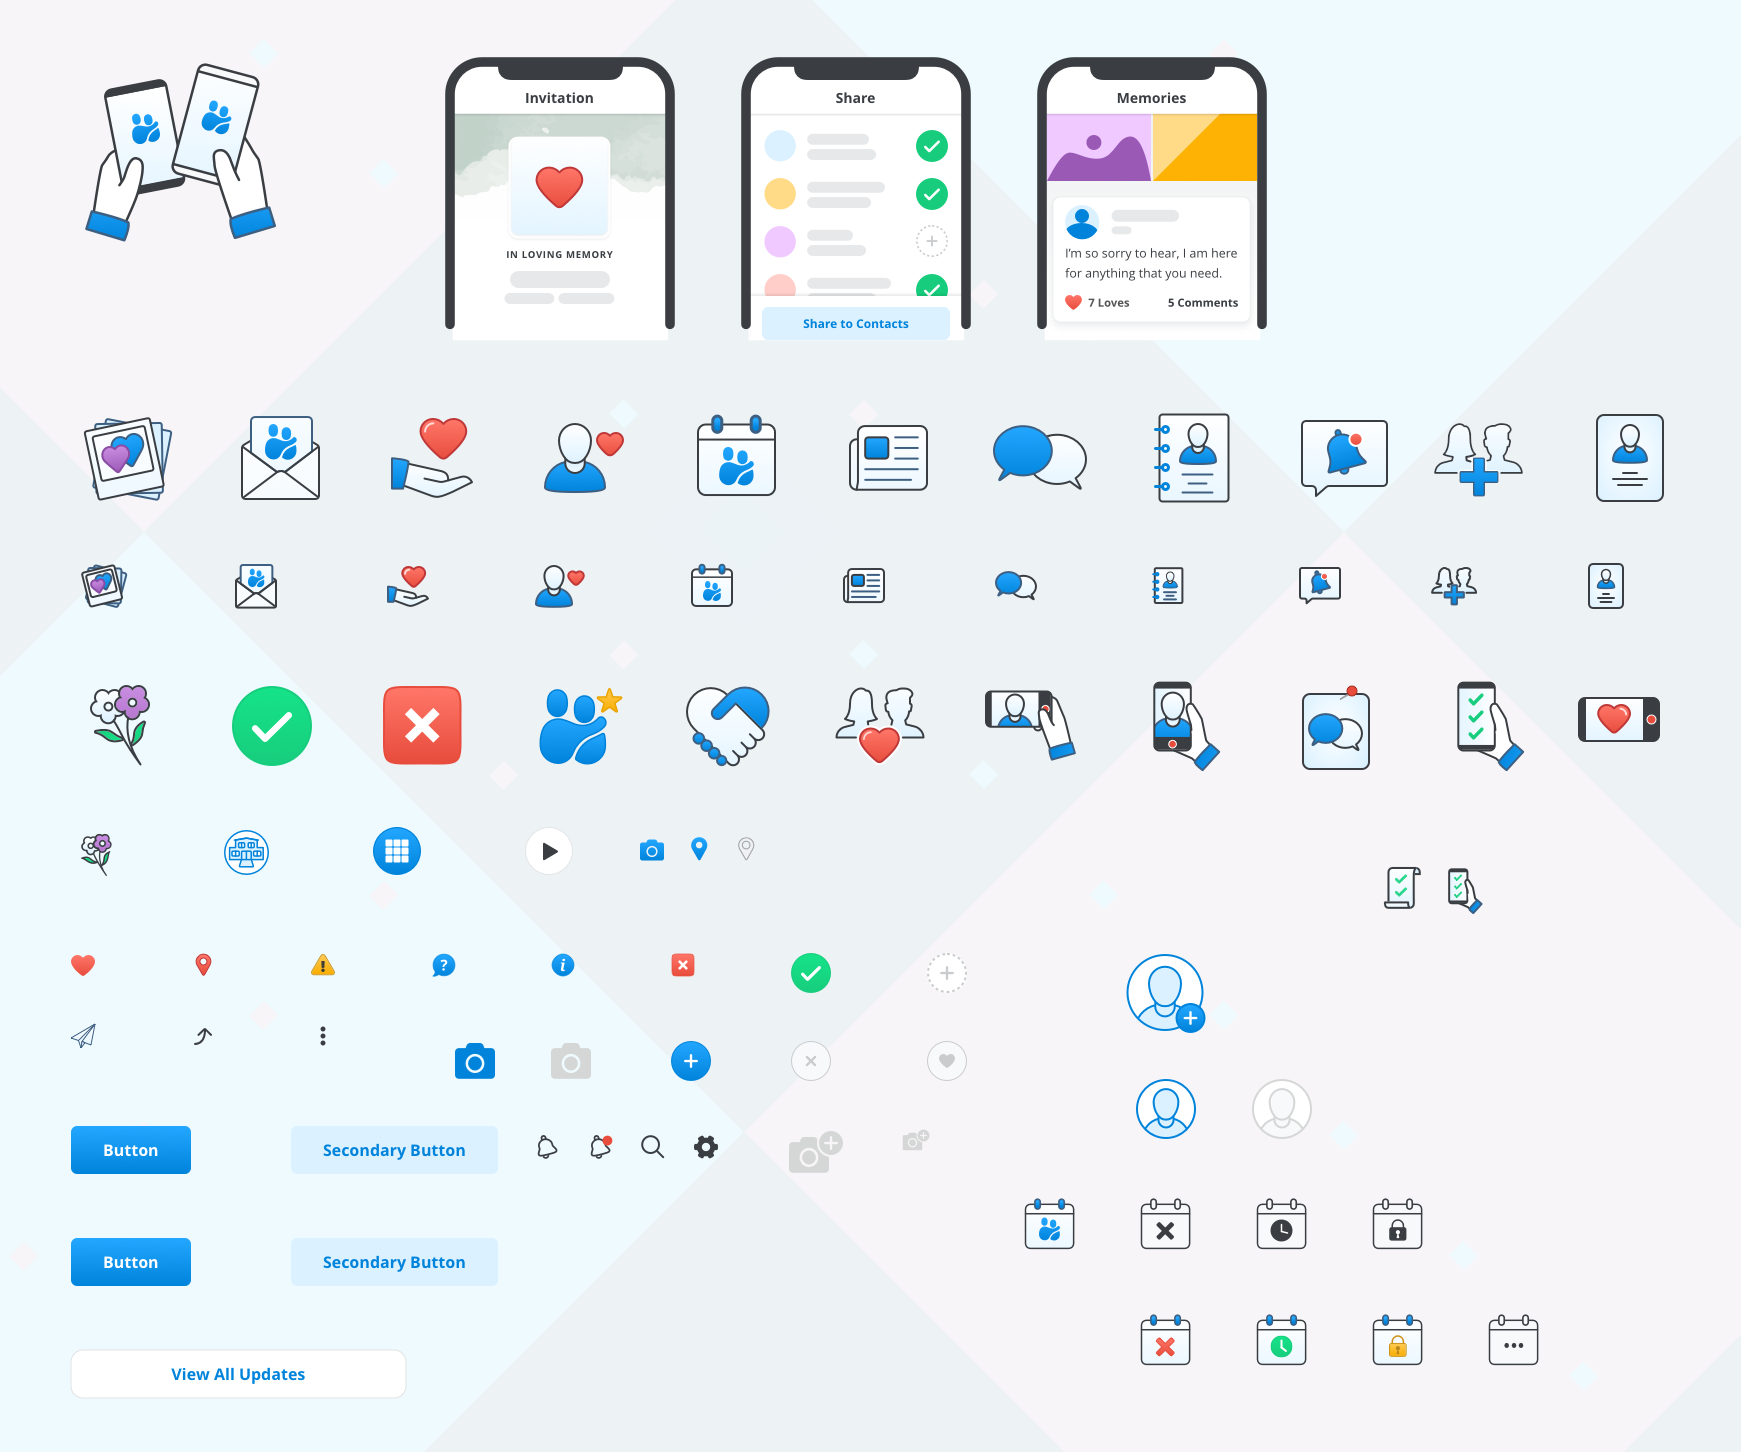 Invitation
IN LOVING MEMORY
Share
Share to Contacts
Memories
I'm so sorry to hear, I am here
for anything that you need.
7 Loves
5 Comments
Button
Secondary Button
Button
Secondary Button
View All Updates